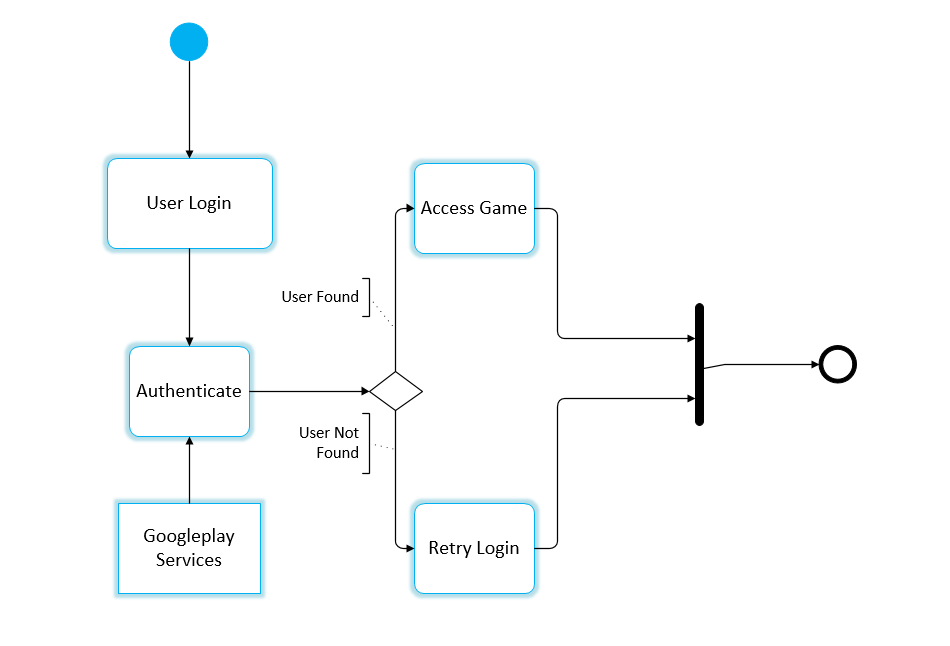 User Login
Access Game
User Found
Authenticate
User Not
Found
Googleplay
Services
Retry Login